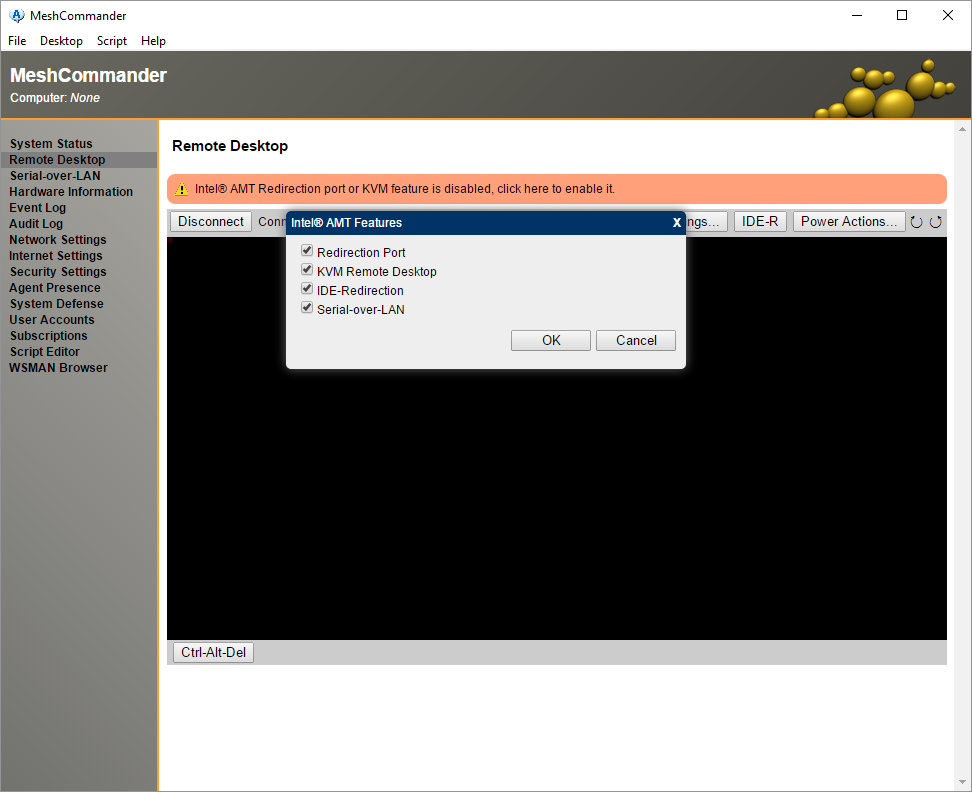 MeshCommander
File Desktop Script Help
MeshCommander
Computer: None
System Status
Remote Desktop
Serial-over-LAN
Hardware Information
Event Log
Audit Log
Network Settings
Internet Settings
Security Settings
Agent Presence
System Defense
User Accounts
Subscriptions
Script Editor
WSMAN Browser
Remote Desktop
Intel® AMT Redirection port or KVM feature is disabled, click here to enable it.
Disconnect IDE-R Power Actions...
Intel® AMT Features X
Redirection Port
KVM Remote Desktop
IDE-Redirection
Serial-over-LAN
OK Cancel
Ctrl-Alt-Del